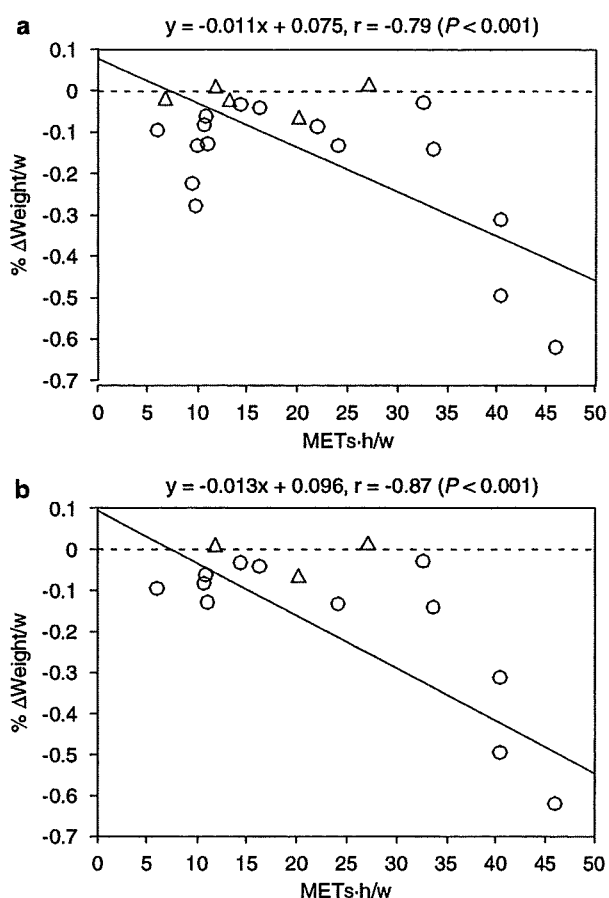 a
y = -0.011x + 0.075, r = -0.79 (P < 0.001)
0.1
0
-0.1
-0.2
-0.3
-0.4
-0.5
-0.6
-0.7
% ΔWeight/w
0 5 10 15 20 25 30 35 40 45 50
METs·h/w
b
y = -0.013x + 0.096, r = -0.87 (P < 0.001)
0.1
0
-0.1
-0.2
-0.3
-0.4
-0.5
-0.6
-0.7
% ΔWeight/w
0 5 10 15 20 25 30 35 40 45 50
METs·h/w